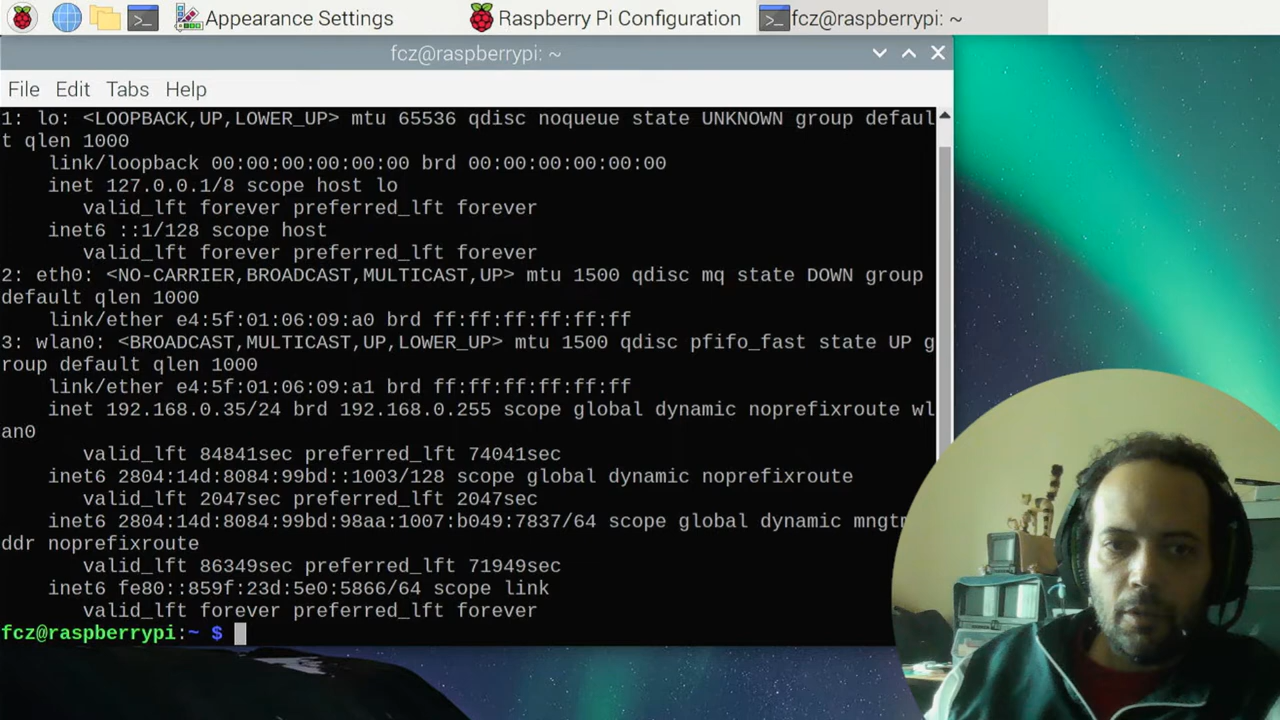 Appearance Settings
Raspberry Pi Configuration
fcz@raspberrypi: ~
fcz@raspberrypi: ~
File Edit Tabs Help
1: lo: <LOOPBACK,UP,LOWER_UP> mtu 65536 qdisc noqueue state UNKNOWN group defaul
t qlen 1000
link/loopback 00:00:00:00:00:00 brd 00:00:00:00:00:00
inet 127.0.0.1/8 scope host lo
valid_lft forever preferred_lft forever
inet6 ::1/128 scope host
valid_lft forever preferred_lft forever
2: eth0: <NO-CARRIER,BROADCAST,MULTICAST,UP> mtu 1500 qdisc mq state DOWN group
default qlen 1000
link/ether e4:5f:01:06:09:a0 brd ff:ff:ff:ff:ff:ff
3: wlan0: <BROADCAST,MULTICAST,UP,LOWER_UP> mtu 1500 qdisc pfifo_fast state UP g
roup default qlen 1000
link/ether e4:5f:01:06:09:a1 brd ff:ff:ff:ff:ff:ff
inet 192.168.0.35/24 brd 192.168.0.255 scope global dynamic noprefixroute wl
an0
valid_lft 84841sec preferred_lft 74041sec
inet6 2804:14d:8084:99bd::1003/128 scope global dynamic noprefixroute
valid_lft 2047sec preferred_lft 2047sec
inet6 2804:14d:8084:99bd:98aa:1007:b049:7837/64 scope global dynamic
ddr noprefixroute
valid_lft 86349sec preferred_lft 71949sec
inet6 fe80::859f:23d:5e0:5866/64 scope link
valid_lft forever preferred_lft forever
fcz@raspberrypi:~ $